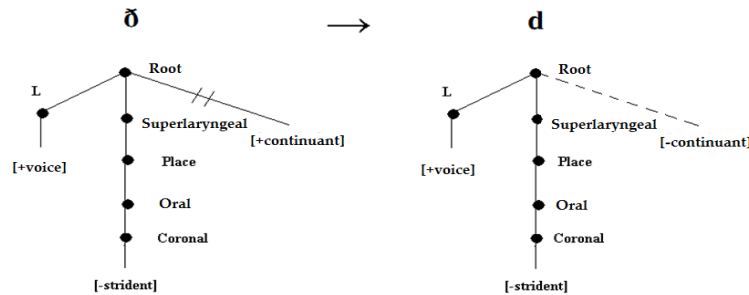 ð → d
Root Root
L L
Superlaryngeal Superlaryngeal
[+continuant] [-continuant]
[+voice] Place [+voice] Place
Oral Oral
Coronal Coronal
[-strident] [-strident]